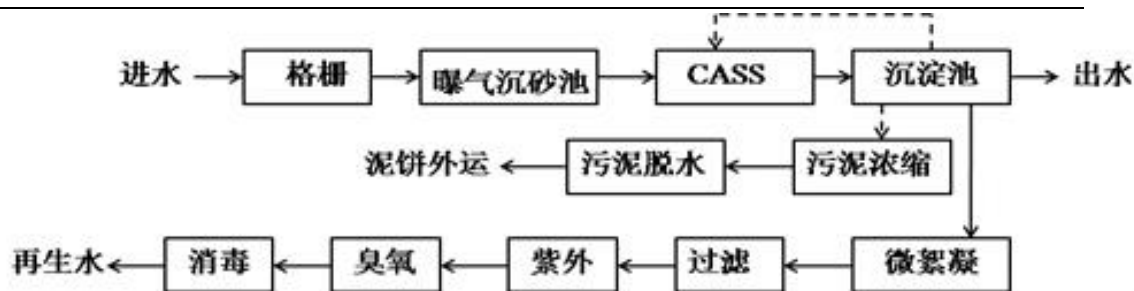 进水 格栅 曝气沉砂池 CASS 沉淀池 出水
泥饼外运 污泥脱水 污泥浓缩
再生水 消毒 臭氧 紫外 过滤 微絮凝